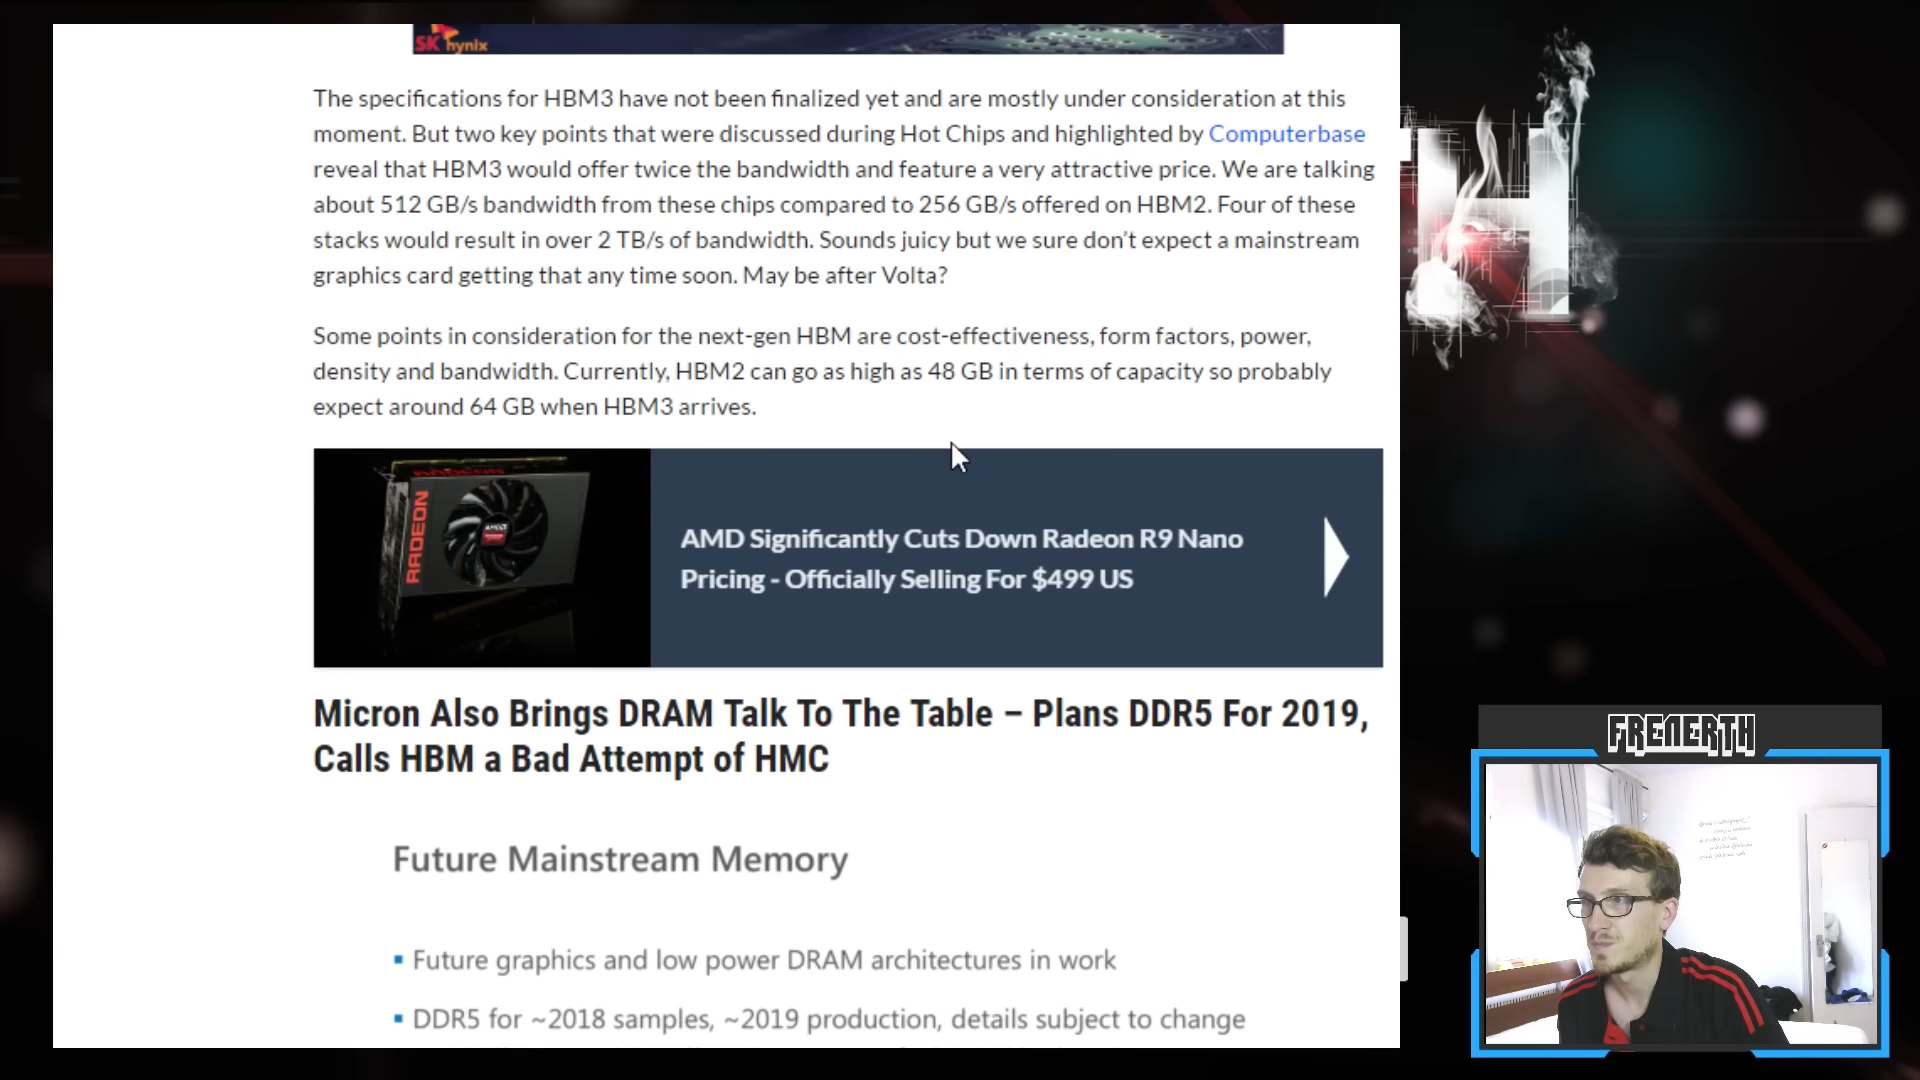 SK hynix
The specifications for HBM3 have not been finalized yet and are mostly under consideration at this
moment. But two key points that were discussed during Hot Chips and highlighted by Computerbase
reveal that HBM3 would offer twice the bandwidth and feature a very attractive price. We are talking
about 512 GB/s bandwidth from these chips compared to 256 GB/s offered on HBM2. Four of these
stacks would result in over 2 TB/s of bandwidth. Sounds juicy but we sure don’t expect a mainstream
graphics card getting that any time soon. May be after Volta?
Some points in consideration for the next-gen HBM are cost-effectiveness, form factors, power,
density and bandwidth. Currently, HBM2 can go as high as 48 GB in terms of capacity so probably
expect around 64 GB when HBM3 arrives.
RADEON
RADEON
AMD
AMD Significantly Cuts Down Radeon R9 Nano
Pricing - Officially Selling For $499 US
Micron Also Brings DRAM Talk To The Table – Plans DDR5 For 2019,
Calls HBM a Bad Attempt of HMC
Future Mainstream Memory
▪ Future graphics and low power DRAM architectures in work
▪ DDR5 for ~2018 samples, ~2019 production, details subject to change
H
FRENERTH